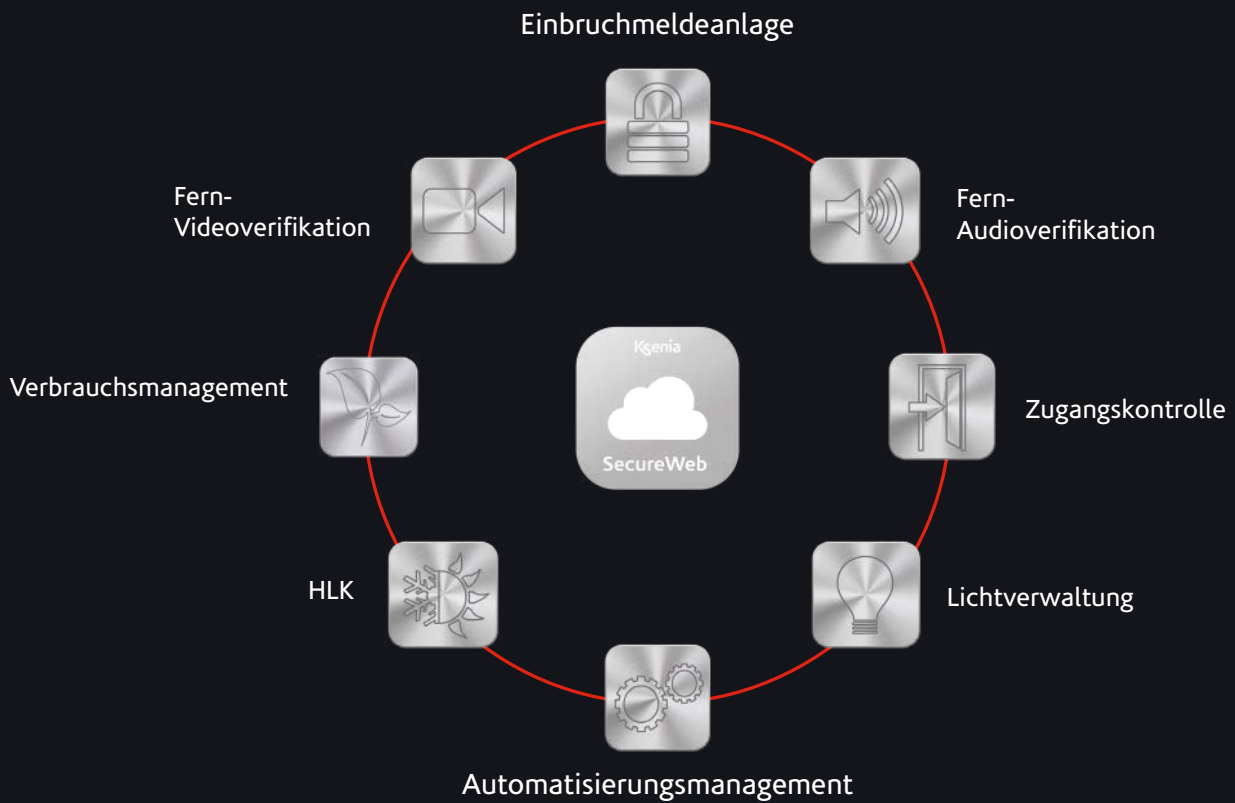 Einbruchmeldeanlage
Fern-
Videoverifikation
Fern-
Audioverifikation
Ksenia
Verbrauchsmanagement
Zugangskontrolle
SecureWeb
HLK
Lichtverwaltung
Automatisierungsmanagement